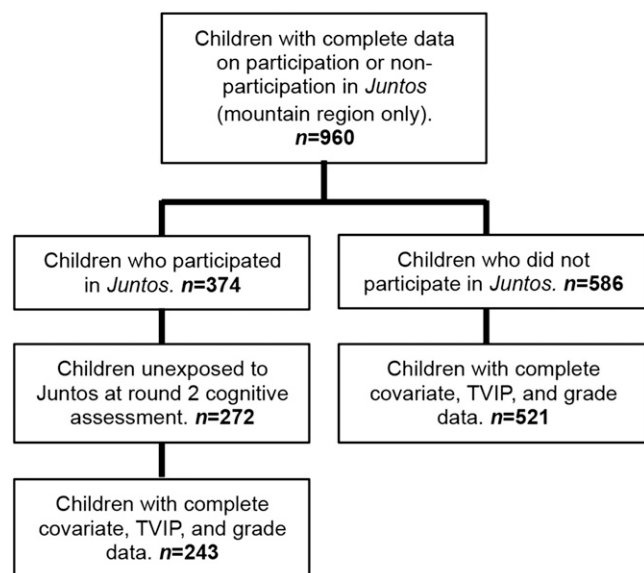 Children with complete data
on participation or non-
participation in Juntos
(mountain region only).
n=960
Children who participated
in Juntos. n=374
Children who did not
participate in Juntos. n=586
Children unexposed to
Juntos at round 2 cognitive
assessment. n=272
Children with complete
covariate, TVIP, and grade
data. n=521
Children with complete
covariate, TVIP, and grade
data. n=243